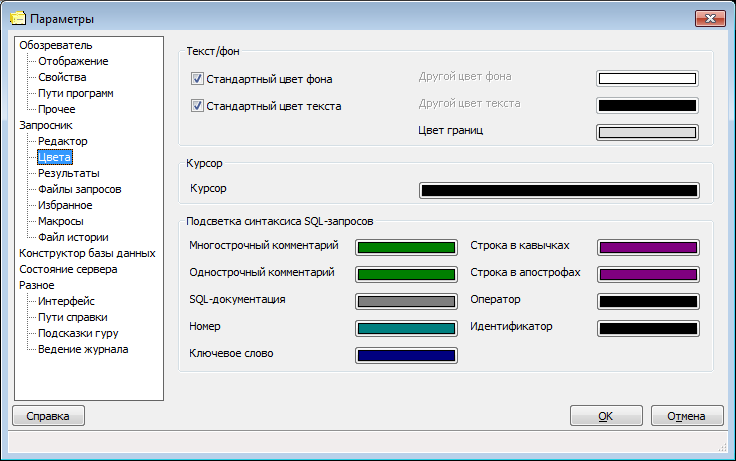 Параметры
Обозреватель
Отображение
Свойства
Пути программ
Прочее
Запросник
Редактор
Цвета
Результаты
Файлы запросов
Избранное
Макросы
Файл истории
Конструктор базы данных
Состояние сервера
Разное
Интерфейс
Пути справки
Подсказки гуру
Ведение журнала
Текст/фон
Стандартный цвет фона Другой цвет фона
Стандартный цвет текста Другой цвет текста
Цвет границ
Курсор
Курсор
Подсветка синтаксиса SQL-запросов
Многострочный комментарий Строка в кавычках
Однострочный комментарий Строка в апострофах
SQL-документация Оператор
Номер Идентификатор
Ключевое слово
Справка OK Отмена